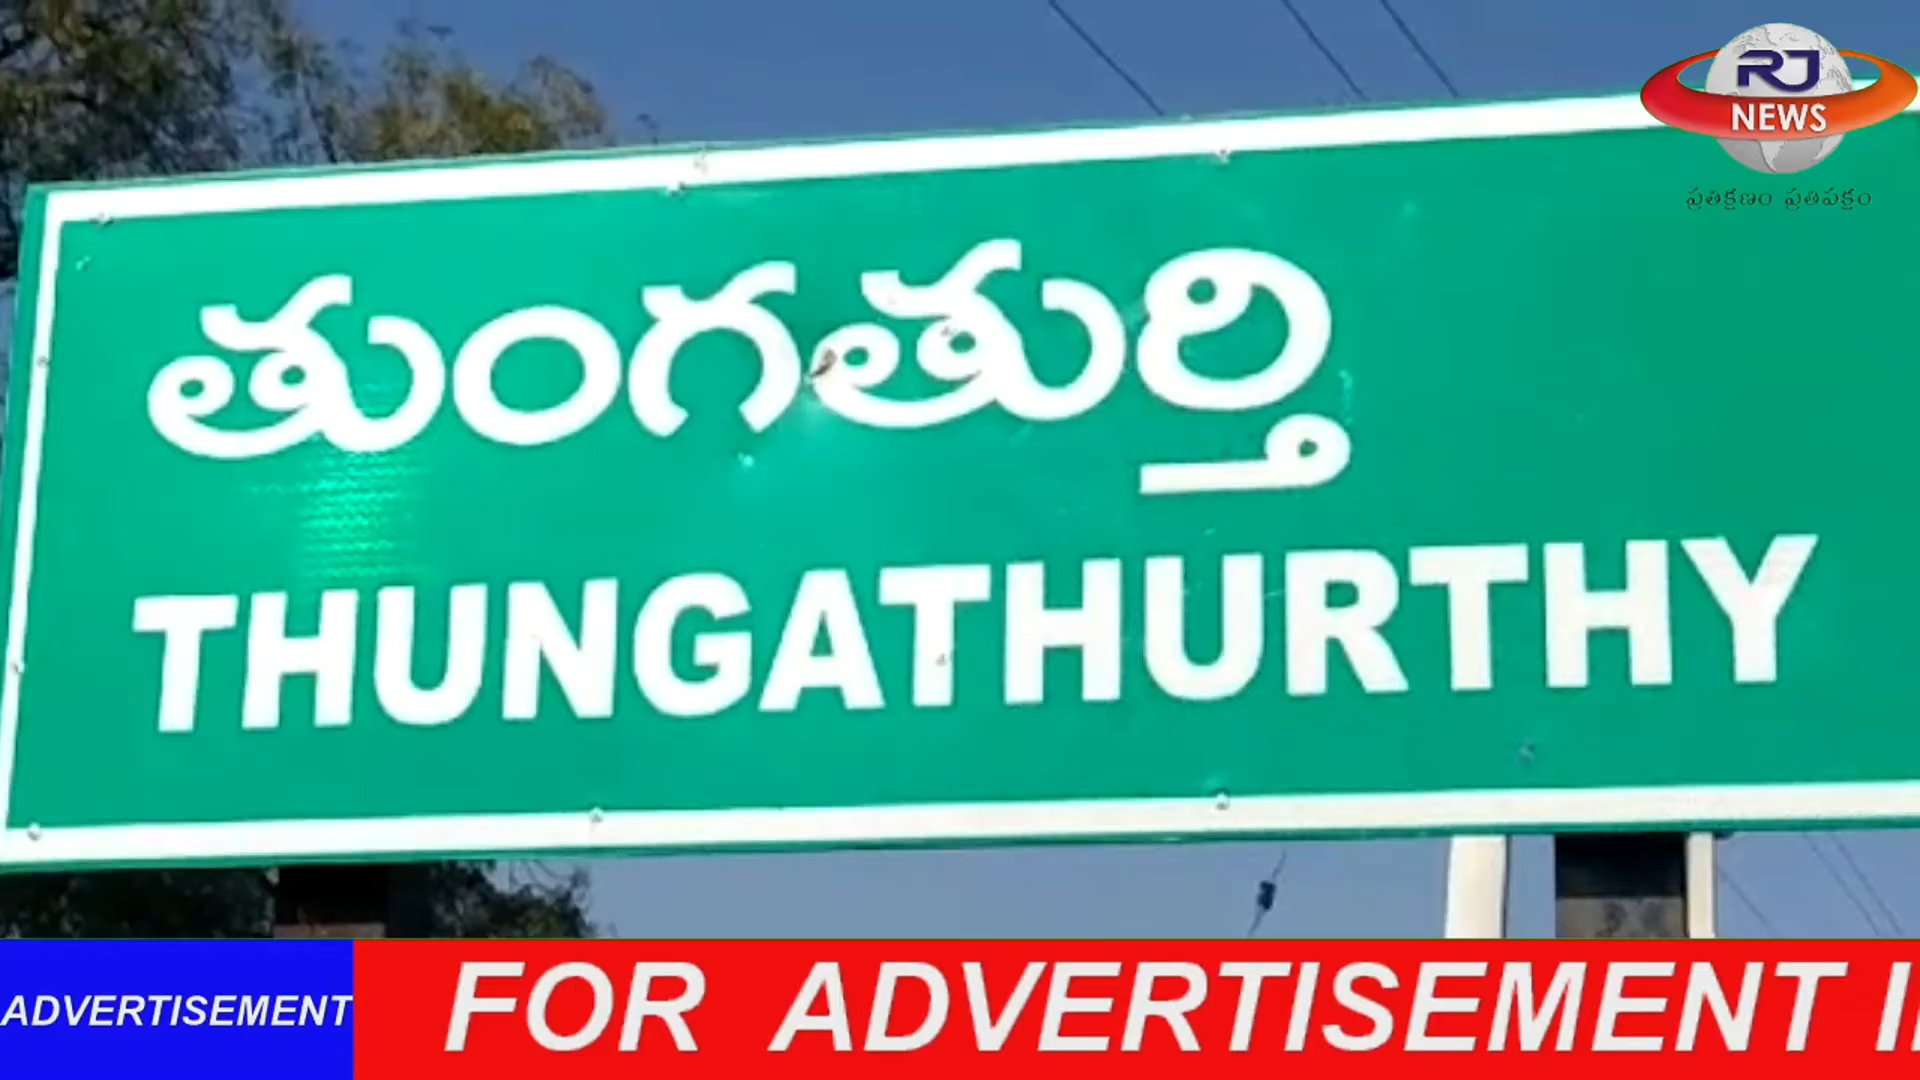 RJ
NEWS
ప్రతిక్షణం ప్రతిపక్షం
తుంగతుర్తి
THUNGATHURTHY
ADVERTISEMENT
FOR ADVERTISEMENT